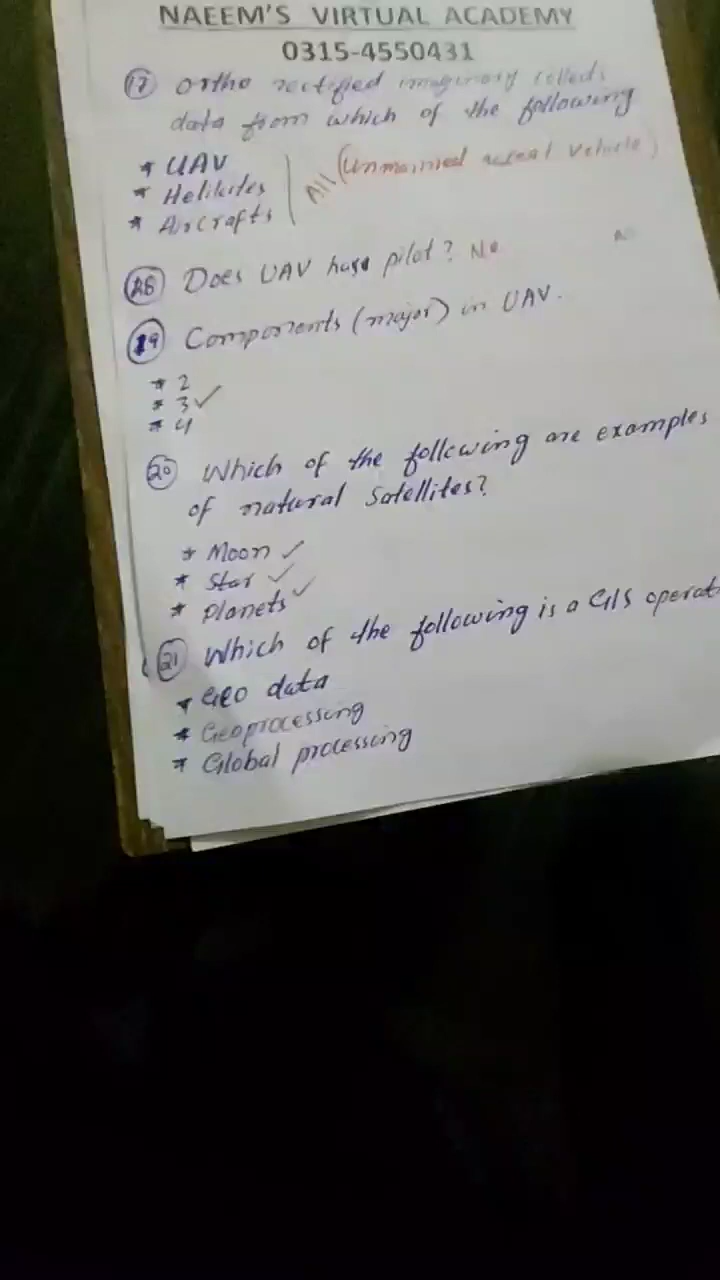 NAEEM'S VIRTUAL ACADEMY
0315-4550431
17 Ortho rectified imaginary collects
data from which of the following
* UAV
* Helikites
* Aircrafts
All (Unmannied aereal vehicle)
18 Does UAV have pilot? No
19 Components (major) in UAV.
* 2
* 3 ✓
* 4
20 Which of the following are examples
of natural Satellites?
* Moon ✓
* Star ✓
* Planets ✓
21 Which of the following is a GIS operat
* Geo data
* Geoprocessing
* Global processing